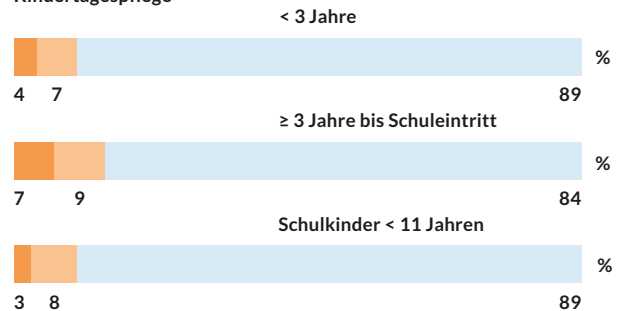 Kindertagespflege
< 3 Jahre
%
4 7 89
≥ 3 Jahre bis Schuleintritt
%
7 9 84
Schulkinder < 11 Jahren
%
3 8 89